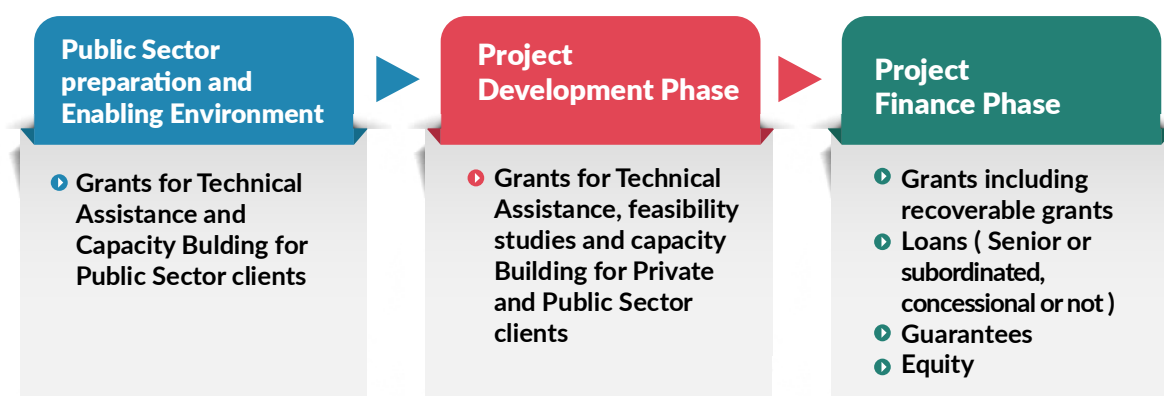 Public Sector
preparation and
Enabling Environment
Grants for Technical
Assistance and
Capacity Bulding for
Public Sector clients
Project
Development Phase
Grants for Technical
Assistance, feasibility
studies and capacity
Building for Private
and Public Sector
clients
Project
Finance Phase
Grants including
recoverable grants
Loans ( Senior or
subordinated,
concessional or not )
Guarantees
Equity